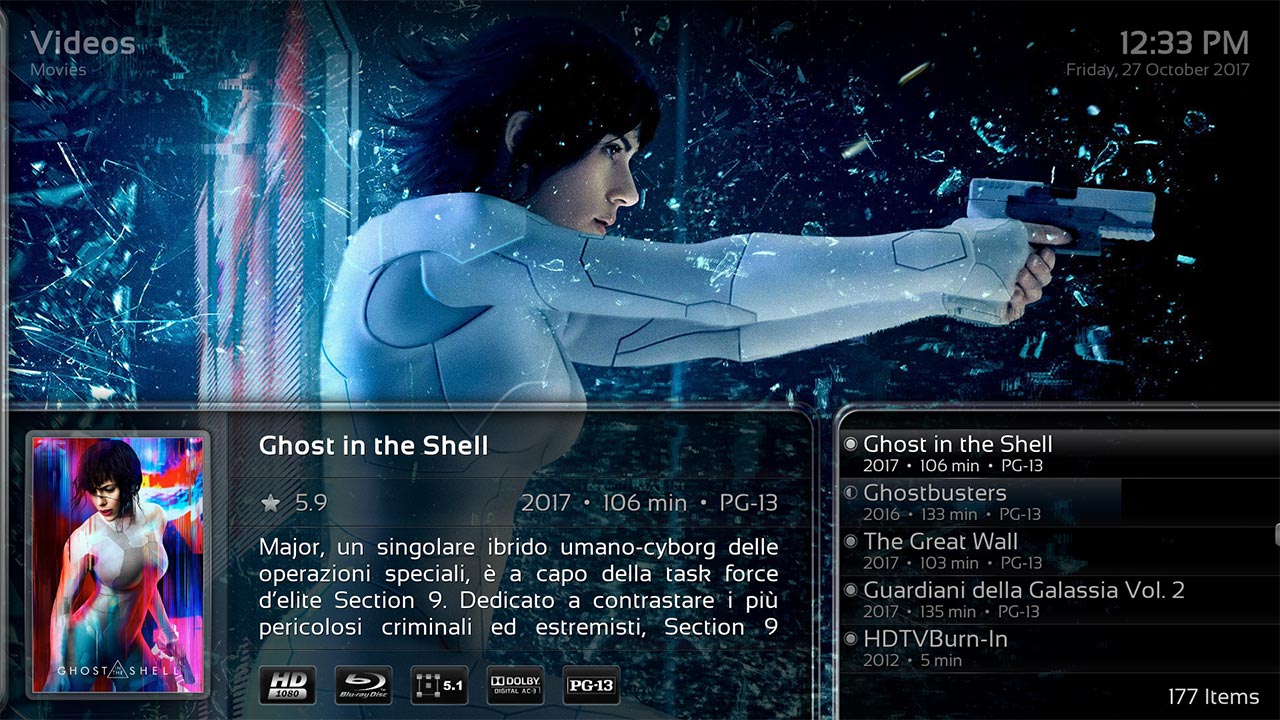 Videos
Movies
12:33 PM
Friday, 27 October 2017
Ghost in the Shell
5.9
2017 • 106 min • PG-13
Major, un singolare ibrido umano-cyborg delle
operazioni speciali, è a capo della task force
d'elite Section 9. Dedicato a contrastare i più
pericolosi criminali ed estremisti, Section 9
GHOST IN THE SHELL
HD
1080
Blu-ray Disc
5.1
DOLBY
DIGITAL AC-3
PG-13
Ghost in the Shell
2017 • 106 min • PG-13
Ghostbusters
2016 • 133 min • PG-13
The Great Wall
2017 • 103 min • PG-13
Guardiani della Galassia Vol. 2
2017 • 135 min • PG-13
HDTVBurn-In
2012 • 5 min
177 Items